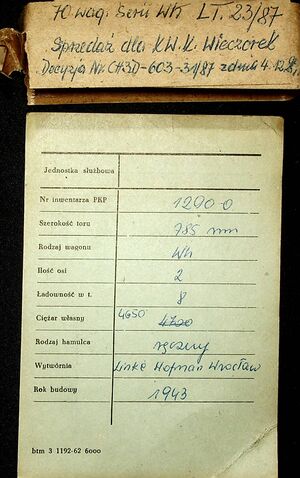 70 wag. Serii Wh LT. 23/87
Sprzedaż dla KW.K. Wieczorek
Decyzja Nr. CH3D-603-31/87 z dnia 4.12.87
Jednostka służbowa
Nr inwentarza PKP 1290-0
Szerokość toru 785 mm
Rodzaj wagonu Wh
Ilość osi 2
Ładowność w t. 8
Ciężar własny 4650 4700
Rodzaj hamulca ręczny
Wytwórnia Linke Hofman Wrocław
Rok budowy 1943
btm 3 1192-62 6000